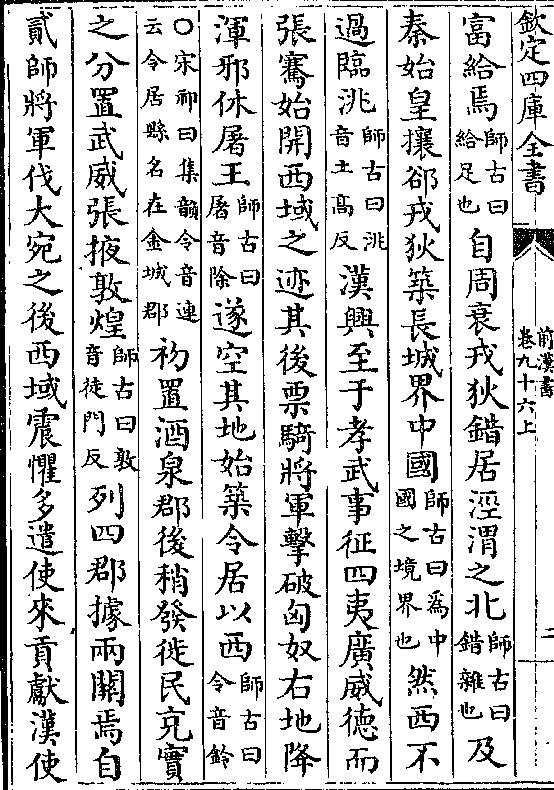 欽定四庫全書
前漢書
卷九十六上
二
富給焉師古曰給足也自周衰戎狄錯居涇渭之北師古曰錯雜也及
秦始皇攘郤戎狄築長城界中國師古曰為中國之境界也然西不
過臨洮師古曰洮音土高反漢興至于孝武事征四夷廣威徳而
張騫始開西域之迹其後票騎將軍擊破匈奴右地降
渾邪休屠王師古曰屠音除遂空其地始築令居以西師古曰令音鈴
○宋祁曰集韻令音連云令居縣名在金城郡初置酒泉郡後稍發徙民充實
之分置武威張掖敦煌師古曰敦音徒門反列四郡據兩關焉自
貳師將軍伐大宛之後西域震懼多遣使來貢獻漢使